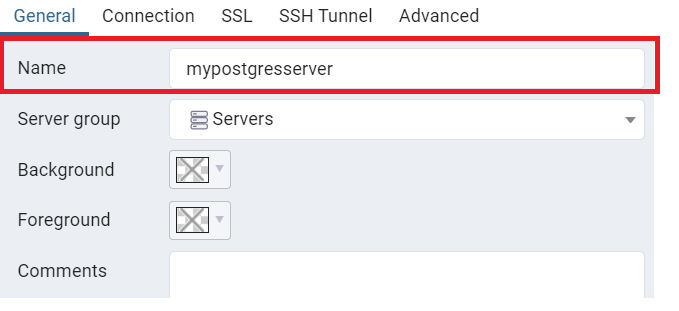 General Connection SSL SSH Tunnel Advanced
Name mypostgresserver
Server group Servers
Background
Foreground
Comments